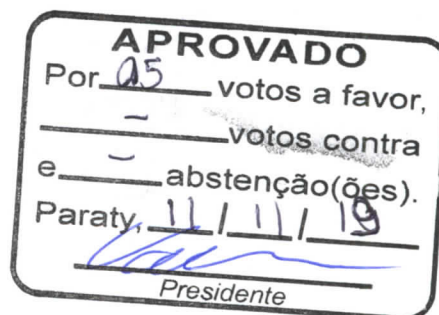 APROVADO
Por 05 votos a favor,
- votos contra
e - abstenção(ões).
Paraty, 11 / 11 / 19
Presidente